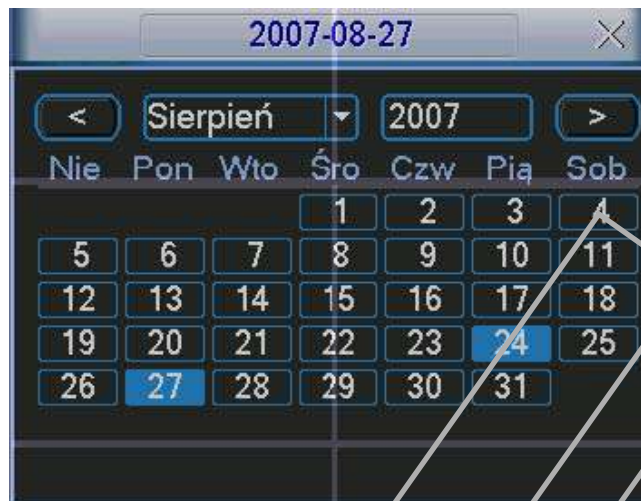 2007-08-27
< Sierpień 2007 >
Nie Pon Wto Śro Czw Pią Sob
1 2 3 4
5 6 7 8 9 10 11
12 13 14 15 16 17 18
19 20 21 22 23 24 25
26 27 28 29 30 31